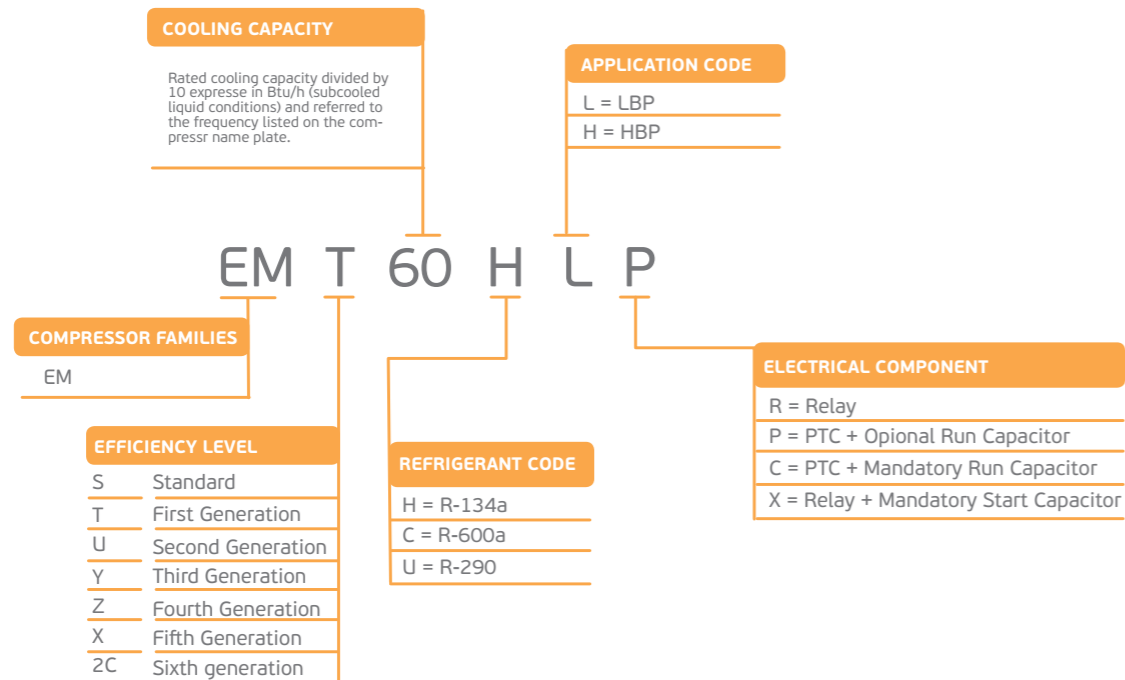 COOLING CAPACITY
Rated cooling capacity divided by
10 expresse in Btu/h (subcooled
liquid conditions) and referred to
the frequency listed on the com-
pressr name plate.
APPLICATION CODE
L = LBP
H = HBP
EM T 60 H L P
COMPRESSOR FAMILIES
EM
EFFICIENCY LEVEL
S Standard
T First Generation
U Second Generation
Y Third Generation
Z Fourth Generation
X Fifth Generation
2C Sixth generation
REFRIGERANT CODE
H = R-134a
C = R-600a
U = R-290
ELECTRICAL COMPONENT
R = Relay
P = PTC + Opional Run Capacitor
C = PTC + Mandatory Run Capacitor
X = Relay + Mandatory Start Capacitor